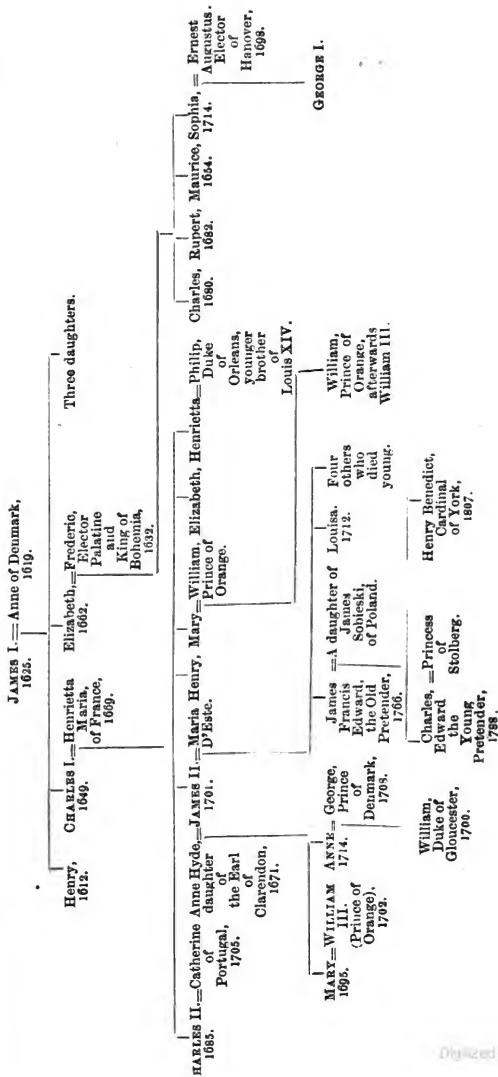 JAMES I.=Anne of Denmark,
1625. 1619.
Henry, CHARLES I.=Henrietta Elizabeth,=Frederic, Three daughters.
1612. 1649. Maria, 1662. Elector
of France, Palatine
1669. and
King of
Bohemia,
1632.
Charles, Rupert, Maurice, Sophia,=Ernest
1680. 1682. 1654. 1714. Augustus.
Elector
of
Hanover,
1698.
GEORGE I.
HARLES II.=Catherine Anne Hyde,=JAMES II.=Maria Henry, Mary=William, Elizabeth, Henrietta=Philip,
1685. of daughter 1701. D'Este. Prince of Duke
Portugal, of Orange. of
1705. the Earl Orleans,
of younger
Clarendon, brother
1671. of
Louis XIV.
MARY=WILLIAM ANNE=George,
1695. III. 1714. Prince
(Prince of of
Orange). Denmark,
1702. 1708.
William,
Duke of
Gloucester,
1700.
James =A daughter of Louisa. Four
Francis James 1712. others
Edward, Sobieski, who
the Old of Poland. died
Pretender, young.
1766.
William,
Prince of
Orange,
afterwards
William III.
Charles, =Princess
Edward of
the Stolberg.
Young
Pretender,
1788.
Henry Benedict,
Cardinal
of York,
1807.
Digitized